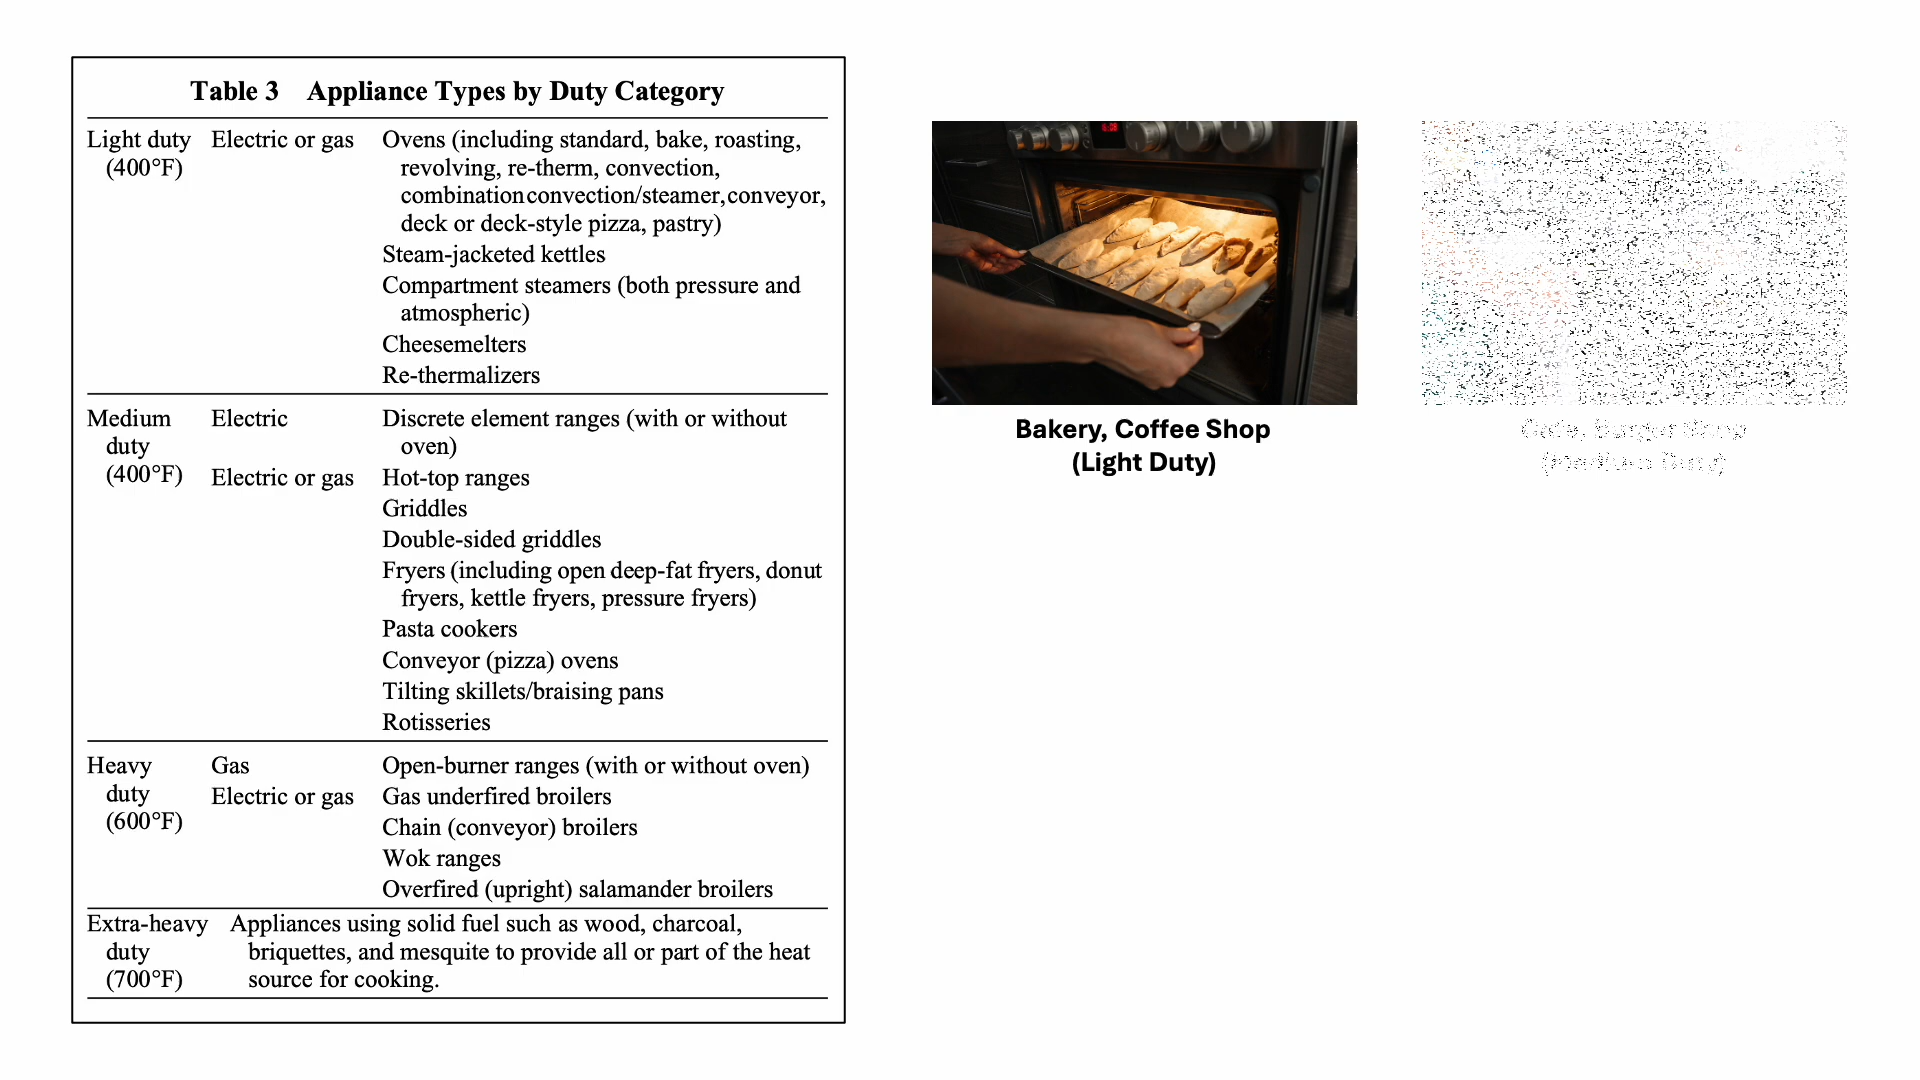 Table 3 Appliance Types by Duty Category
Light duty Electric or gas Ovens (including standard, bake, roasting,
(400°F) revolving, re-therm, convection,
combination convection/steamer, conveyor,
deck or deck-style pizza, pastry)
Steam-jacketed kettles
Compartment steamers (both pressure and
atmospheric)
Cheesemelters
Re-thermalizers
Medium Electric Discrete element ranges (with or without
duty oven)
(400°F) Electric or gas Hot-top ranges
Griddles
Double-sided griddles
Fryers (including open deep-fat fryers, donut
fryers, kettle fryers, pressure fryers)
Pasta cookers
Conveyor (pizza) ovens
Tilting skillets/braising pans
Rotisseries
Heavy Gas Open-burner ranges (with or without oven)
duty Electric or gas Gas underfired broilers
(600°F)
Chain (conveyor) broilers
Wok ranges
Overfired (upright) salamander broilers
Extra-heavy Appliances using solid fuel such as wood, charcoal,
duty briquettes, and mesquite to provide all or part of the heat
(700°F) source for cooking.
Bakery, Coffee Shop
(Light Duty)
Burger Shop
(Medium Duty)